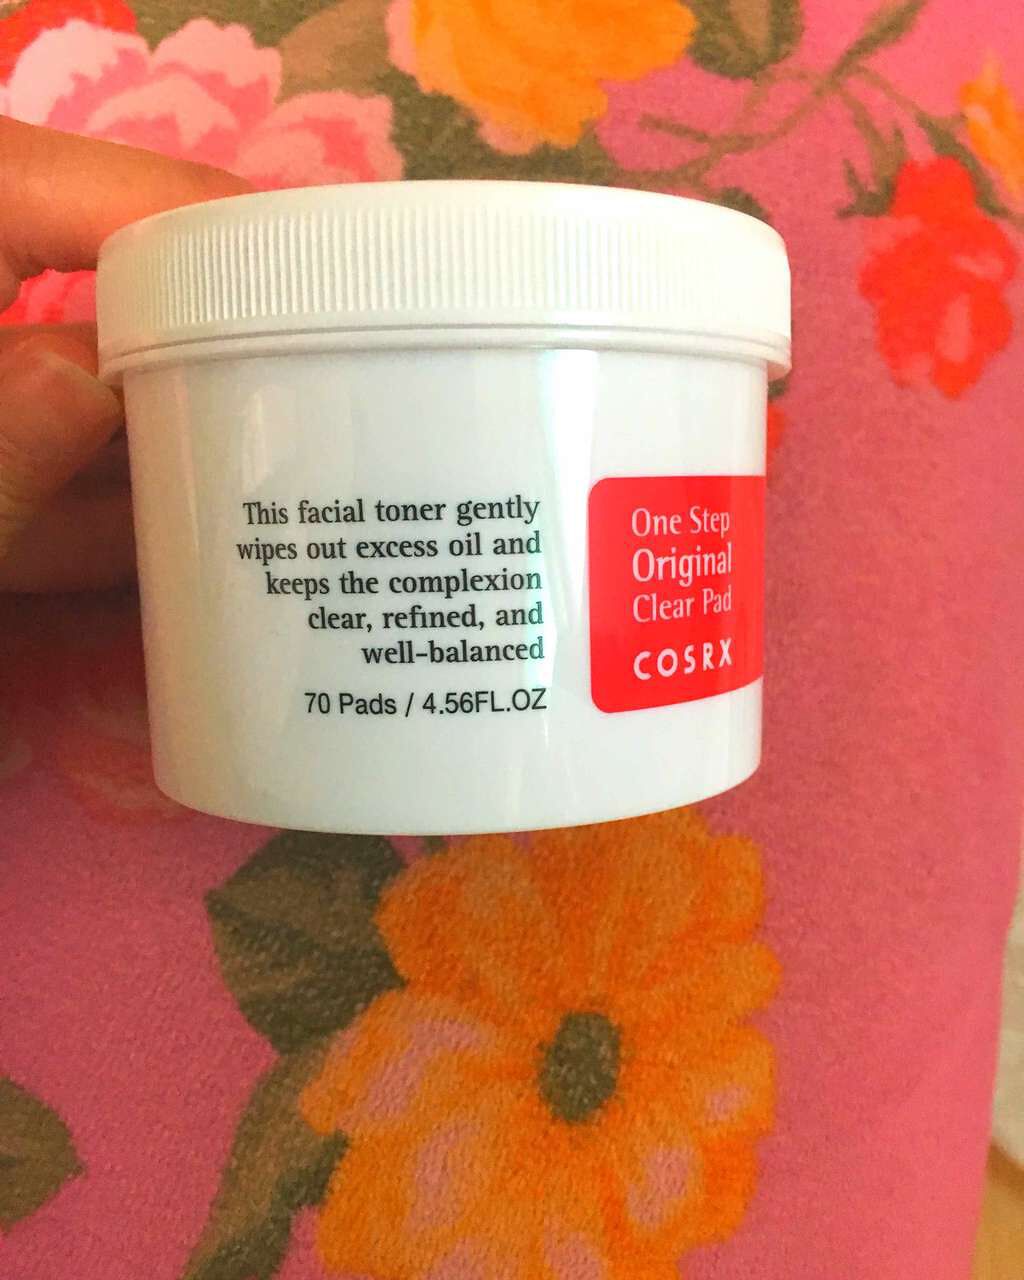 This facial toner gently
wipes out excess oil and
keeps the complexion
clear, refined, and
well-balanced
70 Pads / 4.56FL.OZ
One Step
Original
Clear Pad
COSRX